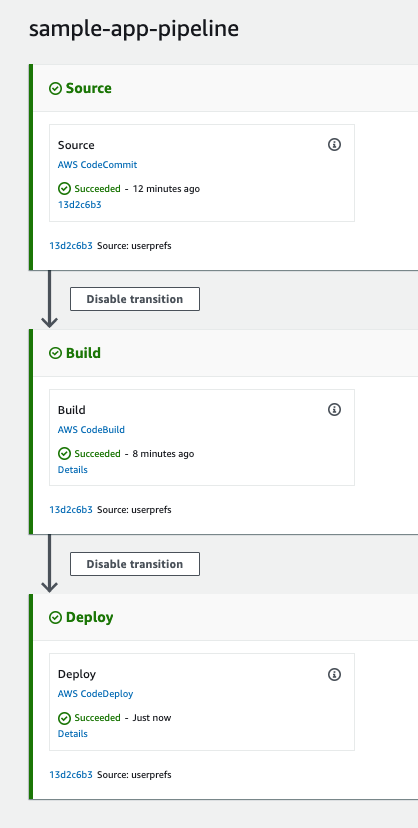 sample-app-pipeline
Source
Source
AWS CodeCommit
Succeeded - 12 minutes ago
13d2c6b3
13d2c6b3 Source: userprefs
Disable transition
Build
Build
AWS CodeBuild
Succeeded - 8 minutes ago
Details
13d2c6b3 Source: userprefs
Disable transition
Deploy
Deploy
AWS CodeDeploy
Succeeded - Just now
Details
13d2c6b3 Source: userprefs